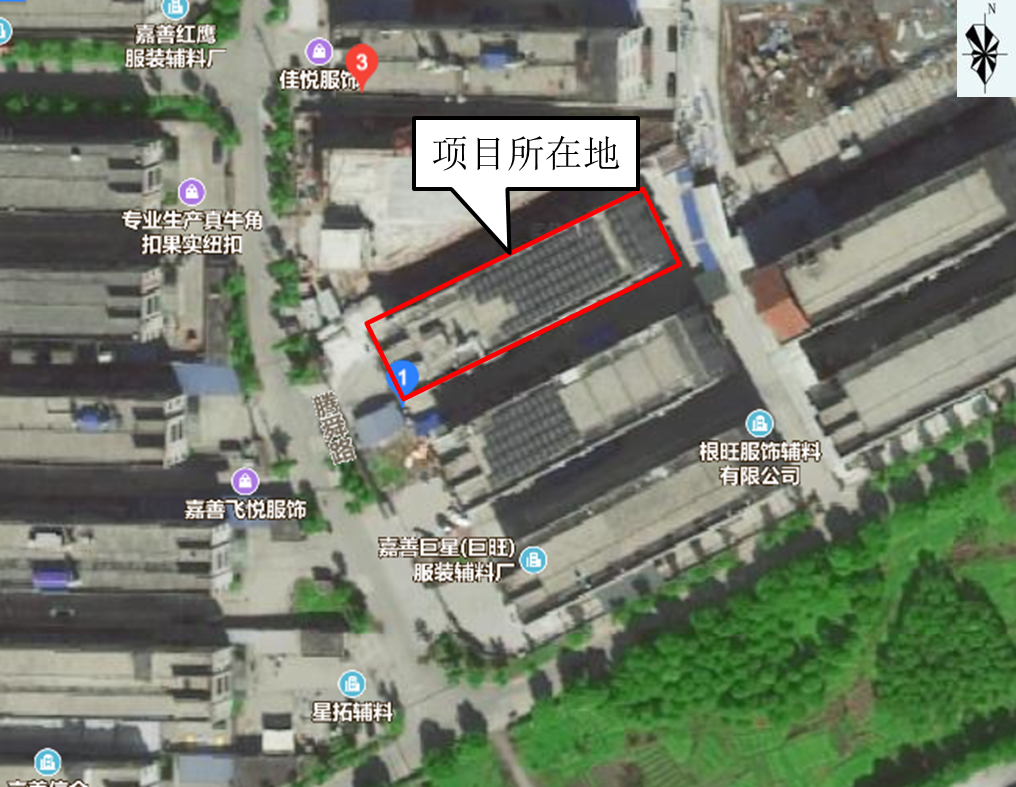 N
嘉善红鹰
服装辅料厂
佳悦服饰
3
项目所在地
专业生产真牛角
扣果实纽扣
1
根旺服饰辅料
有限公司
嘉善飞悦服饰
嘉善巨星(巨旺)
服装辅料厂
星拓辅料